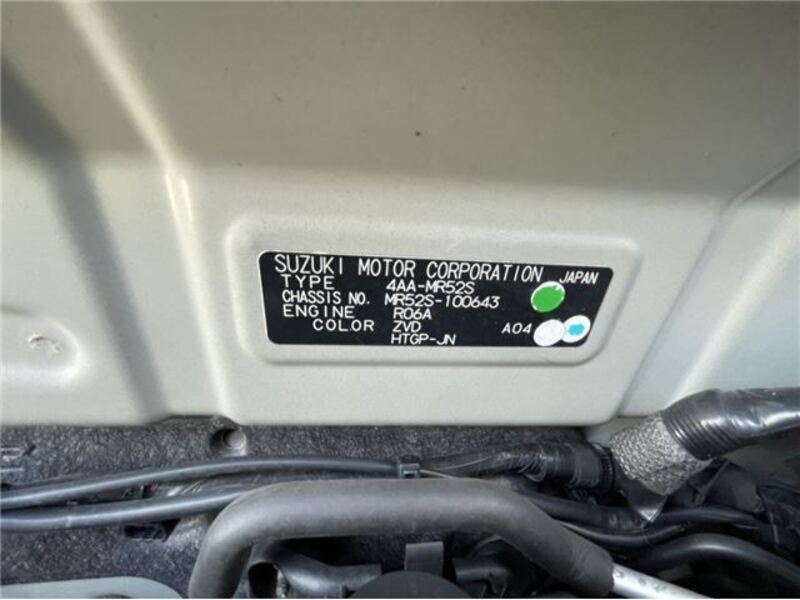 SUZUKI MOTOR CORPORATION JAPAN
TYPE 4AA-MR52S
CHASSIS NO. MR52S-100643
ENGINE R06A
COLOR ZVD A04
HTGP-JN